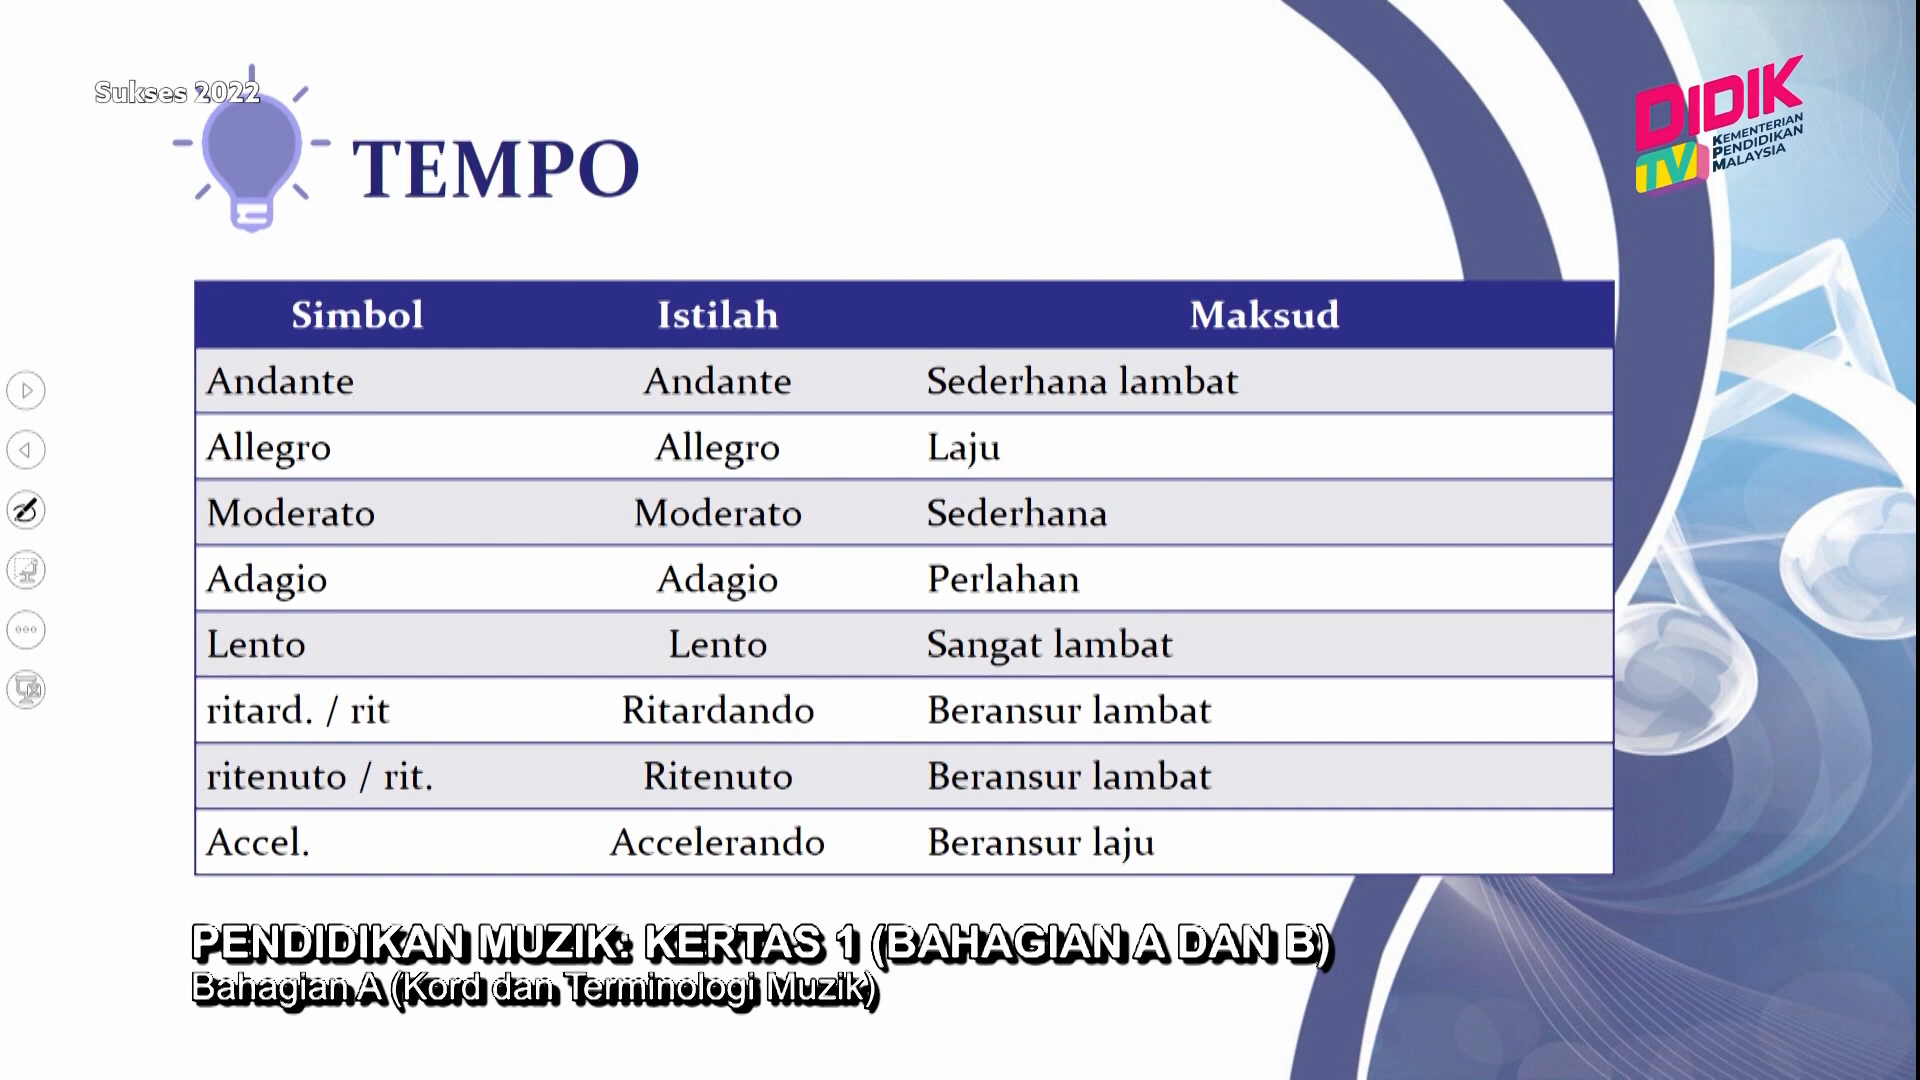 Sukses 2022
TEMPO
DIDIK
TV
KEMENTERIAN
PENDIDIKAN
MALAYSIA
Simbol Istilah Maksud
Andante Andante Sederhana lambat
Allegro Allegro Laju
Moderato Moderato Sederhana
Adagio Adagio Perlahan
Lento Lento Sangat lambat
ritard. / rit Ritardando Beransur lambat
ritenuto / rit. Ritenuto Beransur lambat
Accel. Accelerando Beransur laju
PENDIDIKAN MUZIK: KERTAS 1 (BAHAGIAN A DAN B)
Bahagian A (Kord dan Terminologi Muzik)